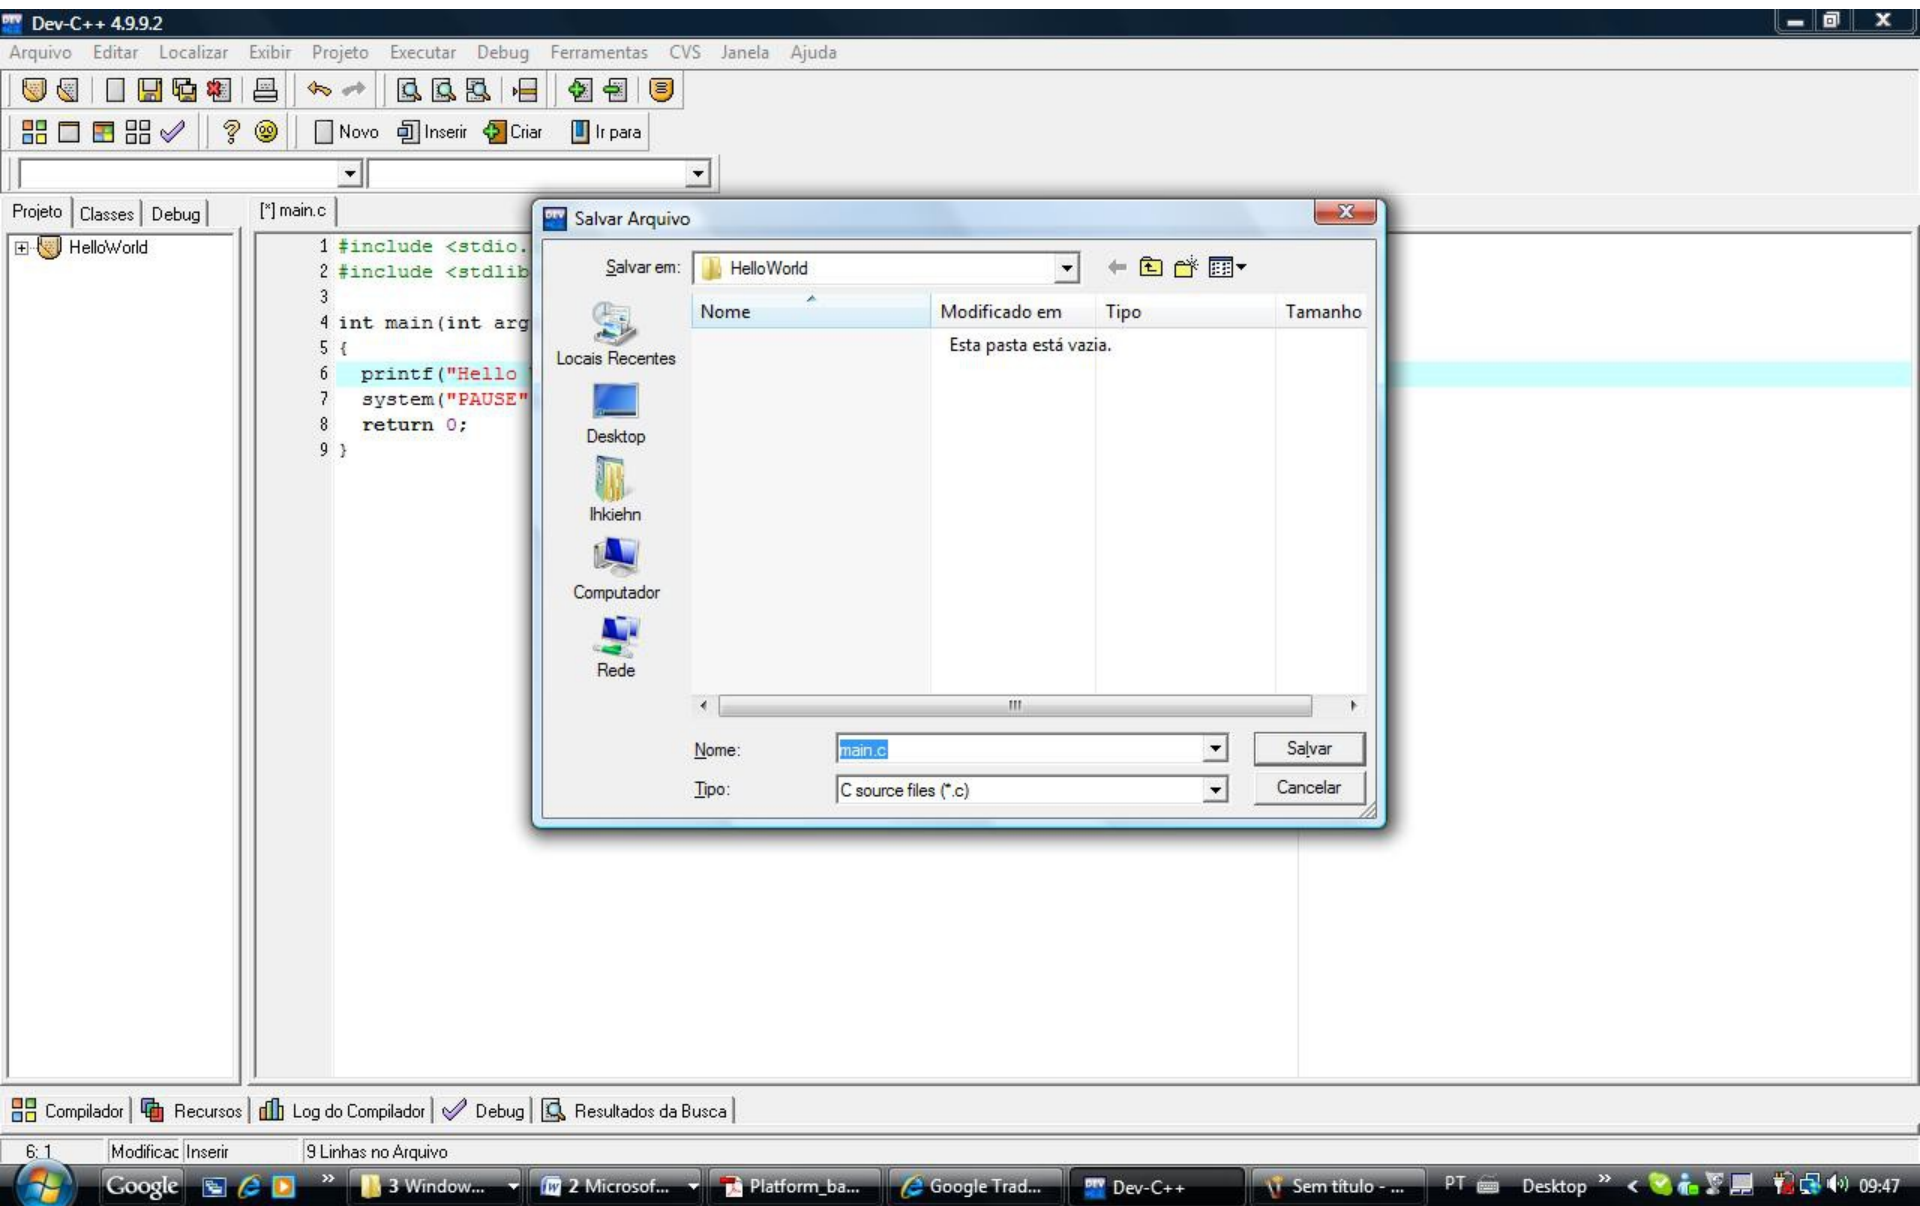 Dev-C++ 4.9.9.2
Arquivo Editar Localizar Exibir Projeto Executar Debug Ferramentas CVS Janela Ajuda
Novo Inserir Criar Ir para
Projeto Classes Debug [*] main.c
HelloWorld
1 #include <stdio.
2 #include <stdlib
3
4 int main(int arg
5 {
6 printf("Hello
7 system("PAUSE"
8 return 0;
9 }
Salvar Arquivo
Salvar em: HelloWorld
Nome Modificado em Tipo Tamanho
Esta pasta está vazia.
Locais Recentes
Desktop
lhkiehn
Computador
Rede
Nome: main.c Salvar
Tipo: C source files (*.c) Cancelar
Compilador Recursos Log do Compilador Debug Resultados da Busca
6: 1 Modificac Inserir 9 Linhas no Arquivo
Google » 3 Window... 2 Microsof... Platform_ba... Google Trad... Dev-C++ Sem título - ... PT Desktop » < 09:47